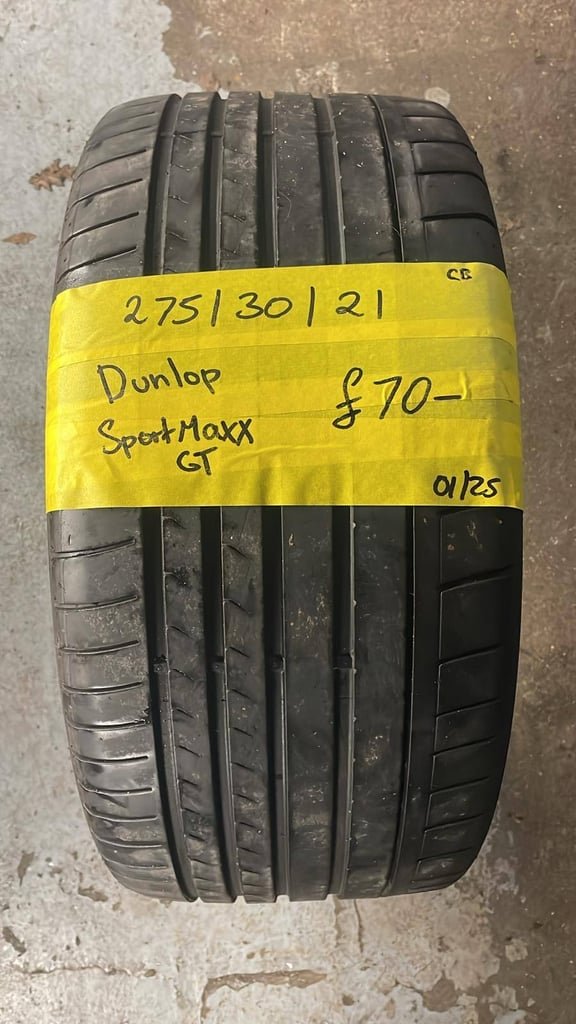 CB
275/30/21
Dunlop
£70-
SportMaxx
GT
01/25